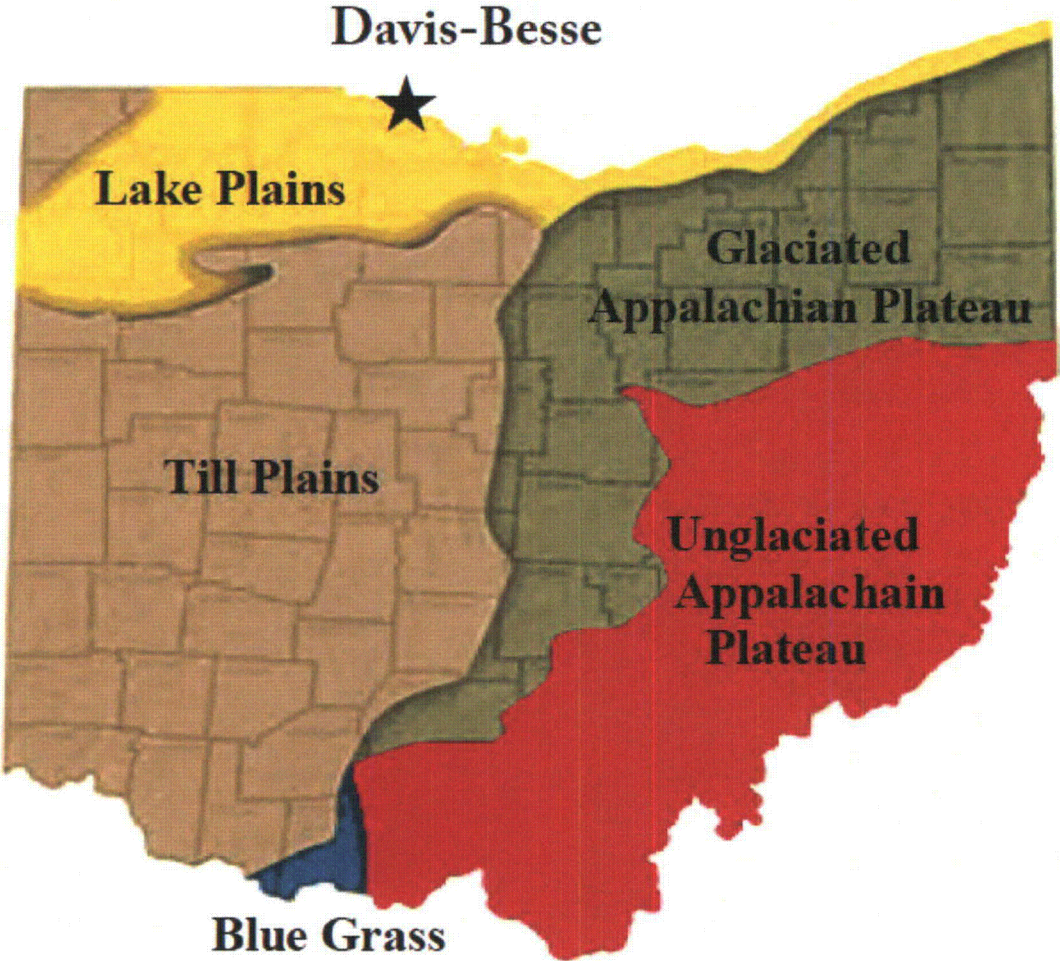 Davis-Besse
Lake Plains
Glaciated
Appalachian Plateau
Till Plains
Unglaciated
Appalachain
Plateau
Blue Grass